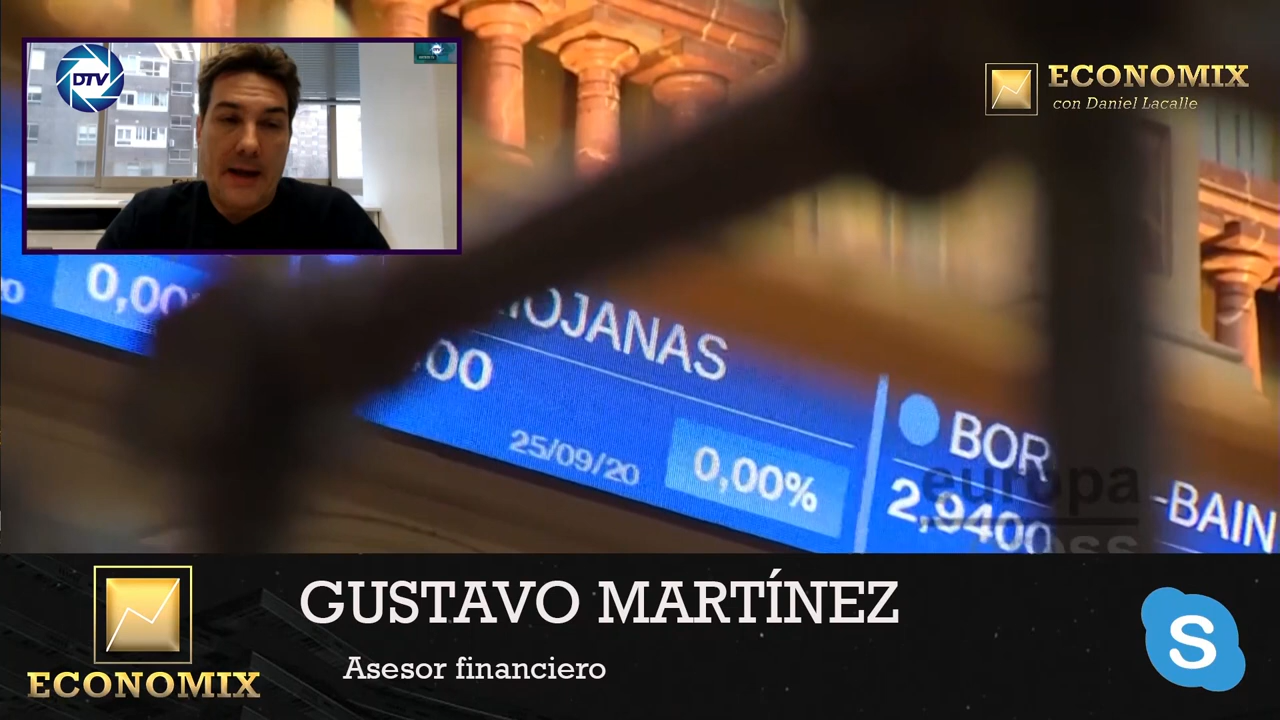 DTV
ECONOMIX
con Daniel Lacalle
0,00
IOJANAS
00
25/09/20
0,00%
BOR
-BAIN
2,9400
europa
GUSTAVO MARTÍNEZ
Asesor financiero
ECONOMIX
S